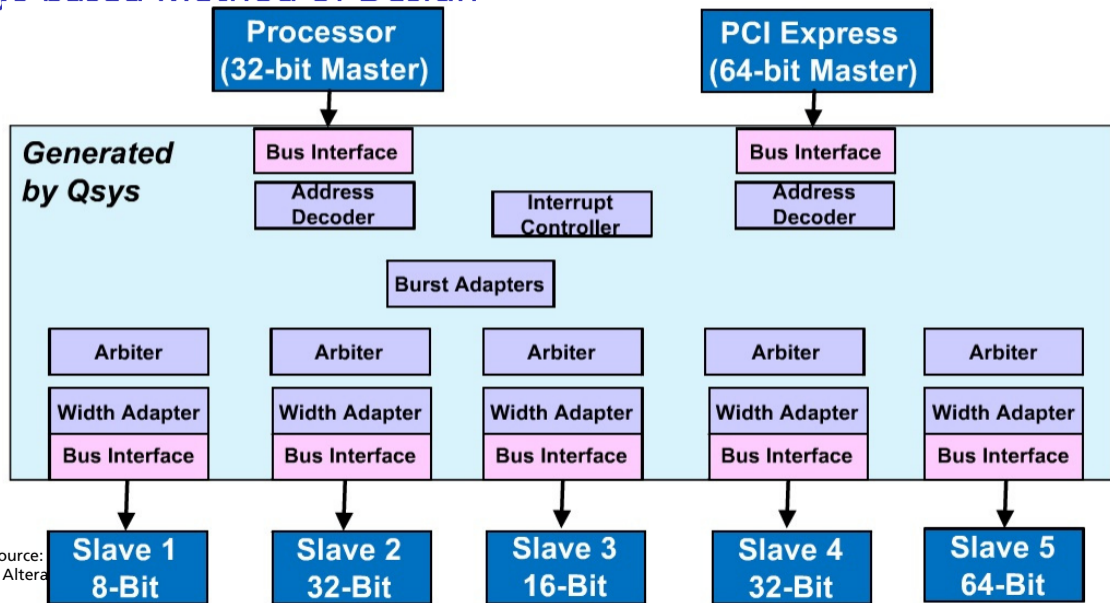 Processor
(32-bit Master)
PCI Express
(64-bit Master)
Generated
by Qsys
Bus Interface
Bus Interface
Address
Decoder
Interrupt
Controller
Address
Decoder
Burst Adapters
Arbiter
Arbiter
Arbiter
Arbiter
Arbiter
Width Adapter
Width Adapter
Width Adapter
Width Adapter
Width Adapter
Bus Interface
Bus Interface
Bus Interface
Bus Interface
Bus Interface
Slave 1
8-Bit
Slave 2
32-Bit
Slave 3
16-Bit
Slave 4
32-Bit
Slave 5
64-Bit
ource:
Altera